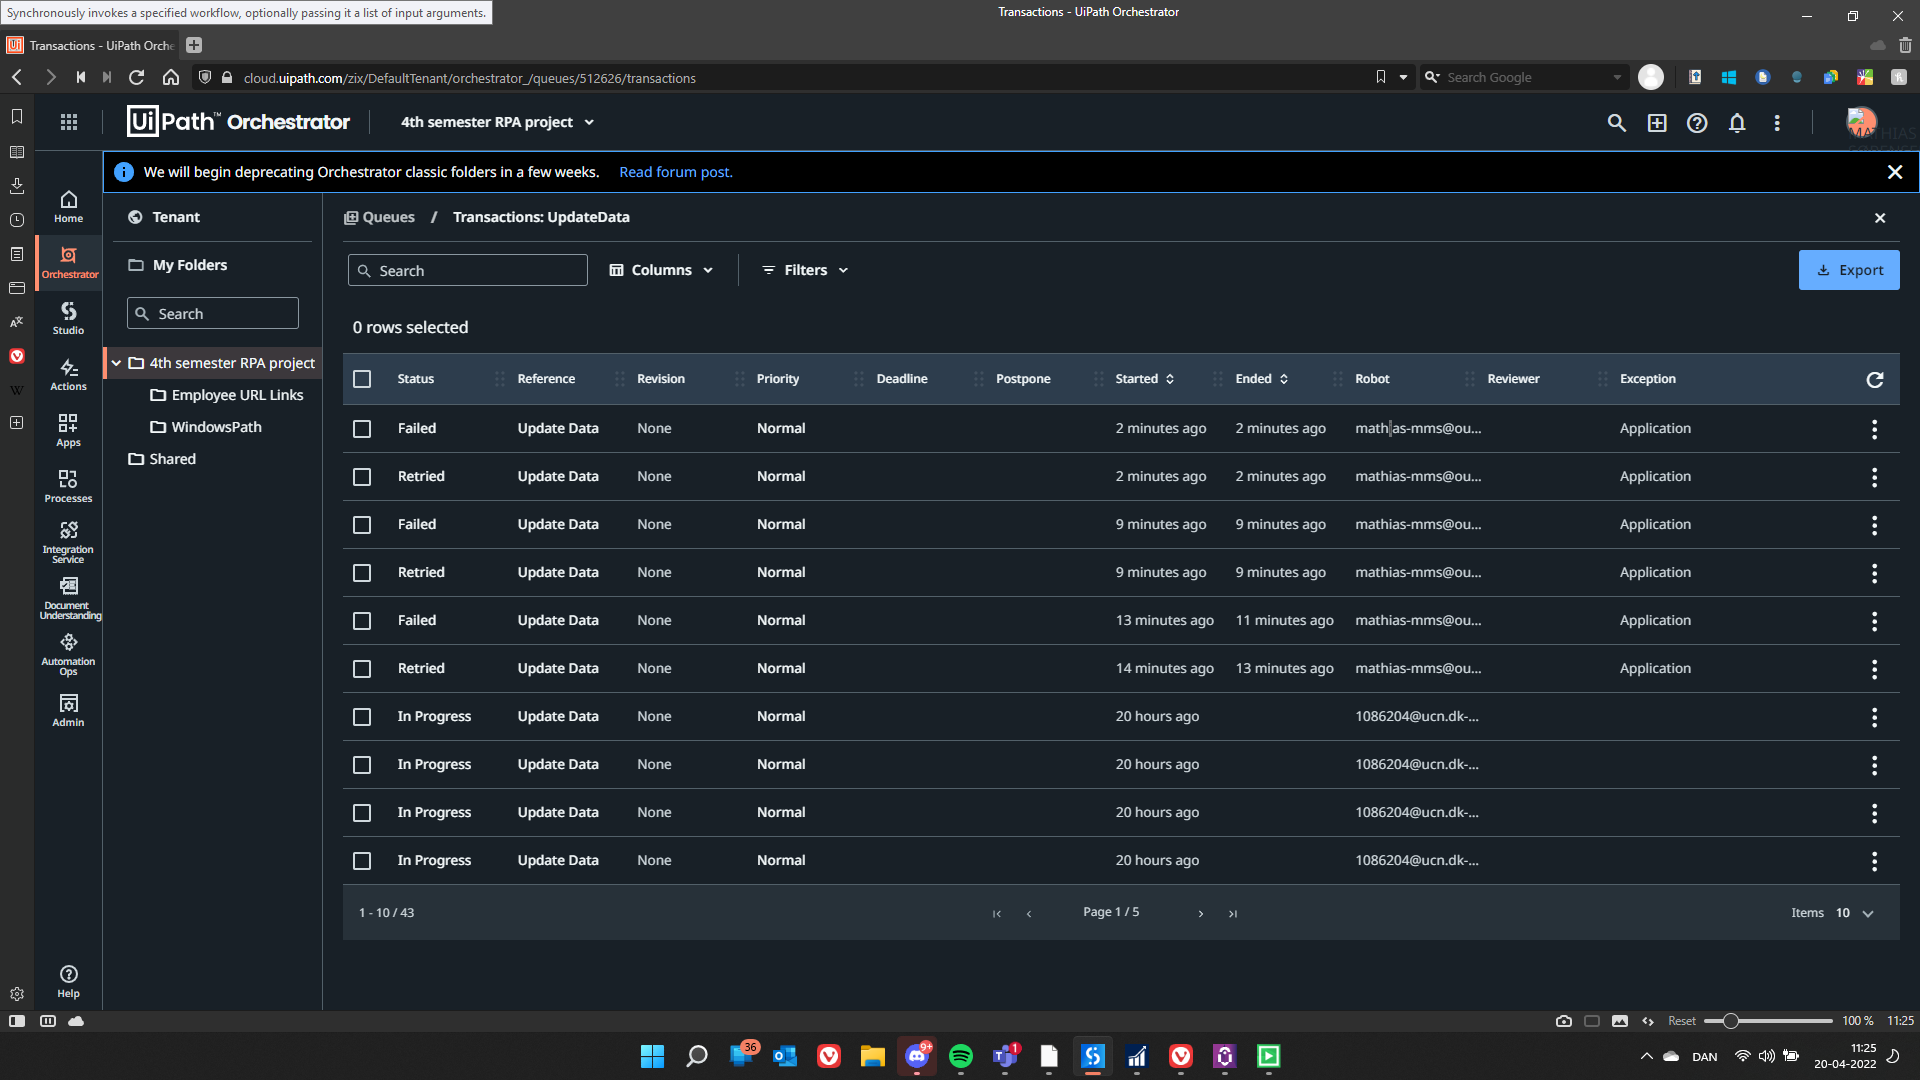 Synchronously invokes a specified workflow, optionally passing it a list of input arguments.
Transactions - UiPath Orchestrator
Transactions - UiPath Orche
cloud.uipath.com/zix/DefaultTenant/orchestrator_/queues/512626/transactions
Search Google
UiPath™ Orchestrator
4th semester RPA project
MATHIAS
We will begin deprecating Orchestrator classic folders in a few weeks. Read forum post.
Home
Orchestrator
Studio
Actions
Apps
Processes
Integration
Service
Document
Understanding
Automation
Ops
Admin
Help
Tenant
My Folders
Search
4th semester RPA project
Employee URL Links
WindowsPath
Shared
Queues / Transactions: UpdateData
Search
Columns
Filters
Export
0 rows selected
Status Reference Revision Priority Deadline Postpone Started Ended Robot Reviewer Exception
Failed Update Data None Normal 2 minutes ago 2 minutes ago mathias-mms@ou... Application
Retried Update Data None Normal 2 minutes ago 2 minutes ago mathias-mms@ou... Application
Failed Update Data None Normal 9 minutes ago 9 minutes ago mathias-mms@ou... Application
Retried Update Data None Normal 9 minutes ago 9 minutes ago mathias-mms@ou... Application
Failed Update Data None Normal 13 minutes ago 11 minutes ago mathias-mms@ou... Application
Retried Update Data None Normal 14 minutes ago 13 minutes ago mathias-mms@ou... Application
In Progress Update Data None Normal 20 hours ago 1086204@ucn.dk-...
In Progress Update Data None Normal 20 hours ago 1086204@ucn.dk-...
In Progress Update Data None Normal 20 hours ago 1086204@ucn.dk-...
In Progress Update Data None Normal 20 hours ago 1086204@ucn.dk-...
1 - 10 / 43
Page 1 / 5
Items 10
Reset 100 % 11:25
36
9+
1
DAN
11:25
20-04-2022